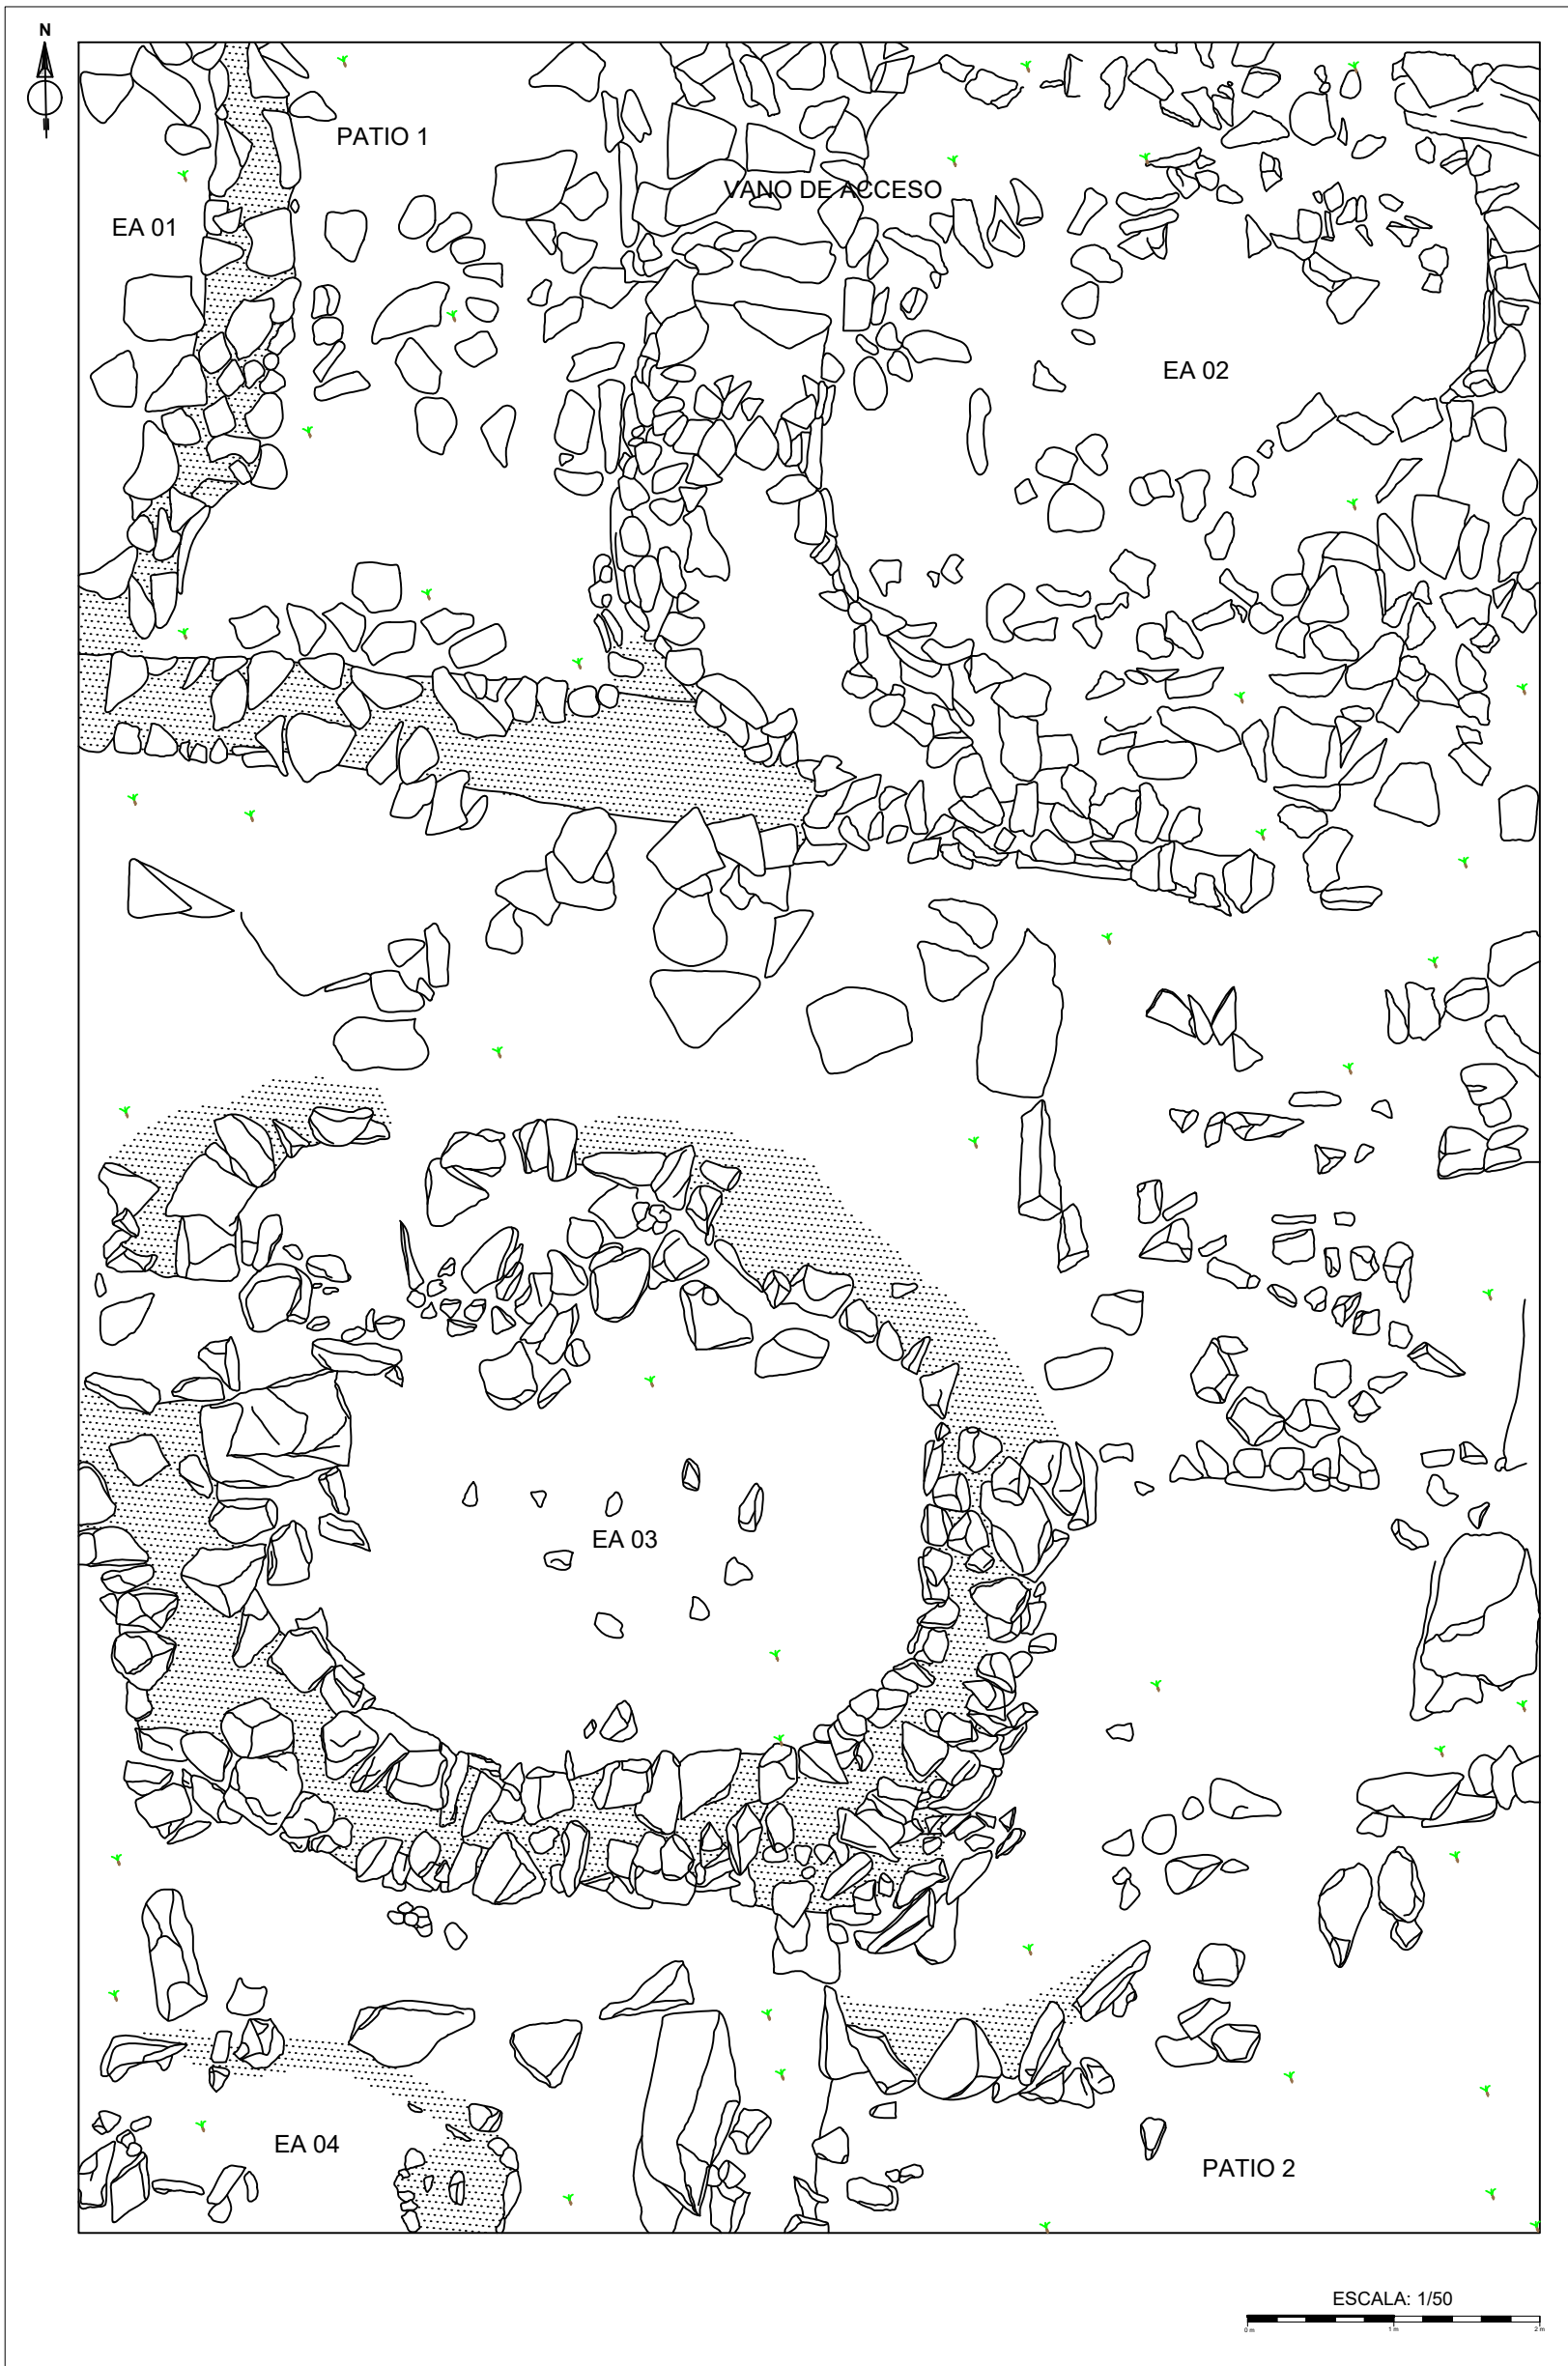 N
PATIO 1
VANO DE ACCESO
EA 01
EA 02
EA 03
EA 04
PATIO 2
ESCALA: 1/50
0 m 1 m 2 m